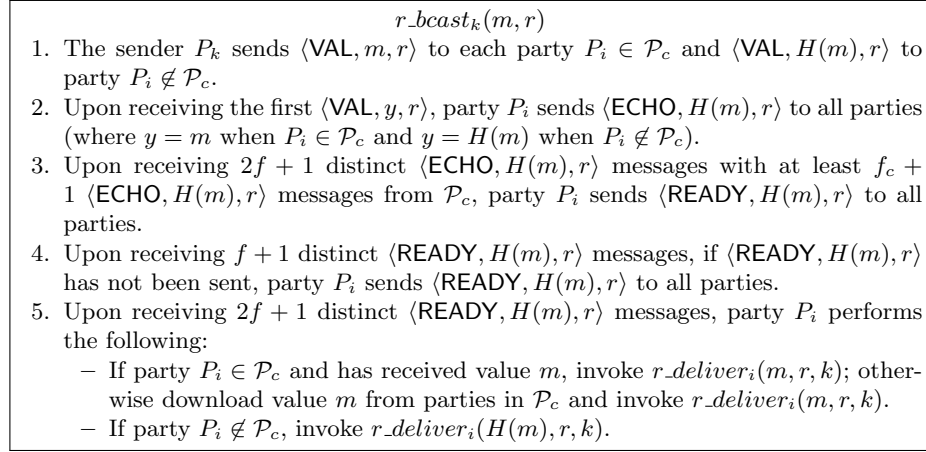 r_bcast_k(m, r)
1. The sender P_k sends ⟨VAL, m, r⟩ to each party P_i ∈ 𝒫_c and ⟨VAL, H(m), r⟩ to
party P_i ∉ 𝒫_c.
2. Upon receiving the first ⟨VAL, y, r⟩, party P_i sends ⟨ECHO, H(m), r⟩ to all parties
(where y = m when P_i ∈ 𝒫_c and y = H(m) when P_i ∉ 𝒫_c).
3. Upon receiving 2f + 1 distinct ⟨ECHO, H(m), r⟩ messages with at least f_c +
1 ⟨ECHO, H(m), r⟩ messages from 𝒫_c, party P_i sends ⟨READY, H(m), r⟩ to all
parties.
4. Upon receiving f + 1 distinct ⟨READY, H(m), r⟩ messages, if ⟨READY, H(m), r⟩
has not been sent, party P_i sends ⟨READY, H(m), r⟩ to all parties.
5. Upon receiving 2f + 1 distinct ⟨READY, H(m), r⟩ messages, party P_i performs
the following:
– If party P_i ∈ 𝒫_c and has received value m, invoke r_deliver_i(m, r, k); other-
wise download value m from parties in 𝒫_c and invoke r_deliver_i(m, r, k).
– If party P_i ∉ 𝒫_c, invoke r_deliver_i(H(m), r, k).